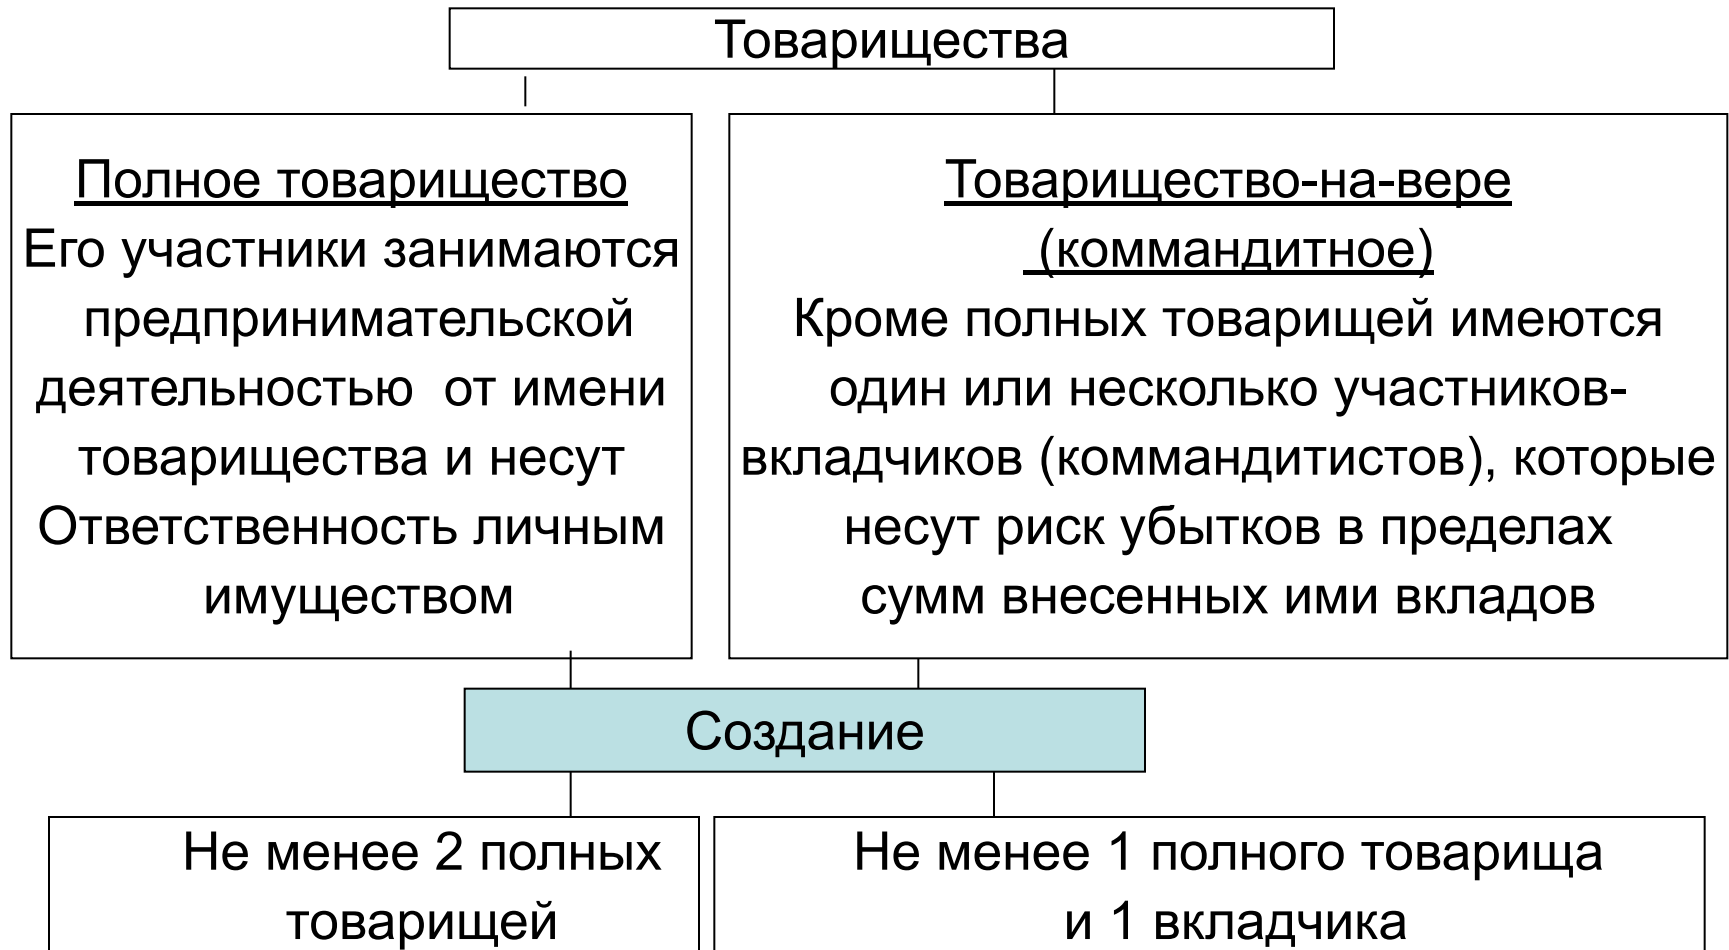 Товарищества
Полное товарищество
Его участники занимаются
предпринимательской
деятельностью от имени
товарищества и несут
Ответственность личным
имуществом
Товарищество-на-вере
(коммандитное)
Кроме полных товарищей имеются
один или несколько участников-
вкладчиков (коммандитистов), которые
несут риск убытков в пределах
сумм внесенных ими вкладов
Создание
Не менее 2 полных
товарищей
Не менее 1 полного товарища
и 1 вкладчика